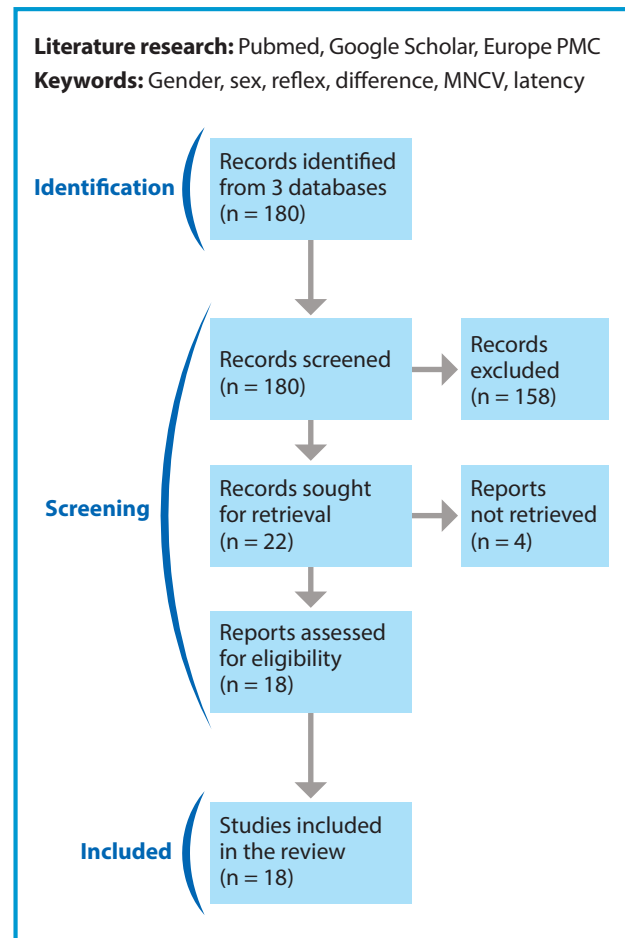 Literature research: Pubmed, Google Scholar, Europe PMC
Keywords: Gender, sex, reflex, difference, MNCV, latency
Identification
Records identified
from 3 databases
(n = 180)
Screening
Records screened
(n = 180)
Records
excluded
(n = 158)
Records sought
for retrieval
(n = 22)
Reports
not retrieved
(n = 4)
Reports assessed
for eligibility
(n = 18)
Included
Studies included
in the review
(n = 18)